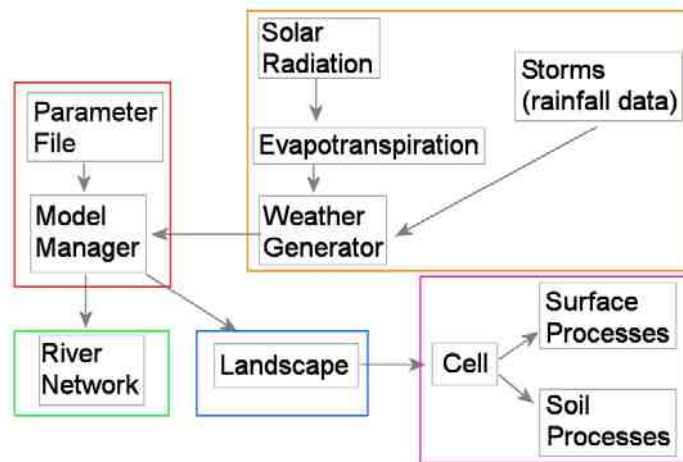 Solar
Radiation
Storms
(rainfall data)
Parameter
File
Evapotranspiration
Model
Manager
Weather
Generator
River
Network
Landscape
Cell
Surface
Processes
Soil
Processes